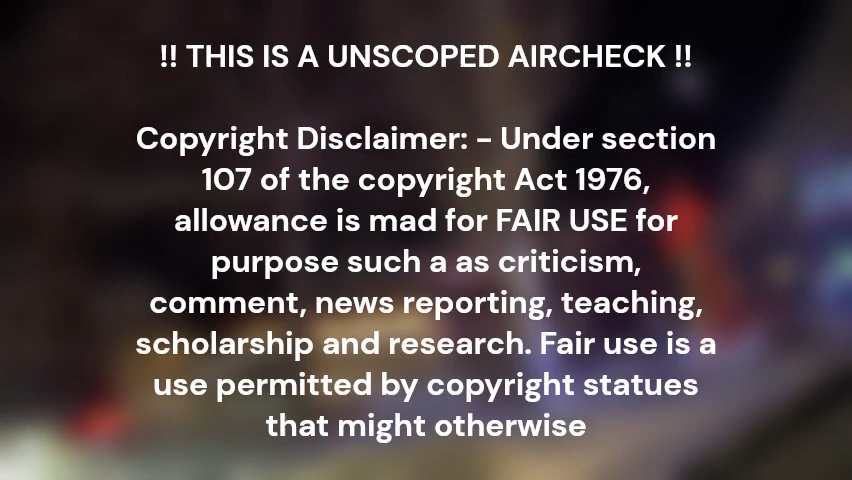 !! THIS IS A UNSCOPED AIRCHECK !!
Copyright Disclaimer: - Under section
107 of the copyright Act 1976,
allowance is mad for FAIR USE for
purpose such a as criticism,
comment, news reporting, teaching,
scholarship and research. Fair use is a
use permitted by copyright statues
that might otherwise